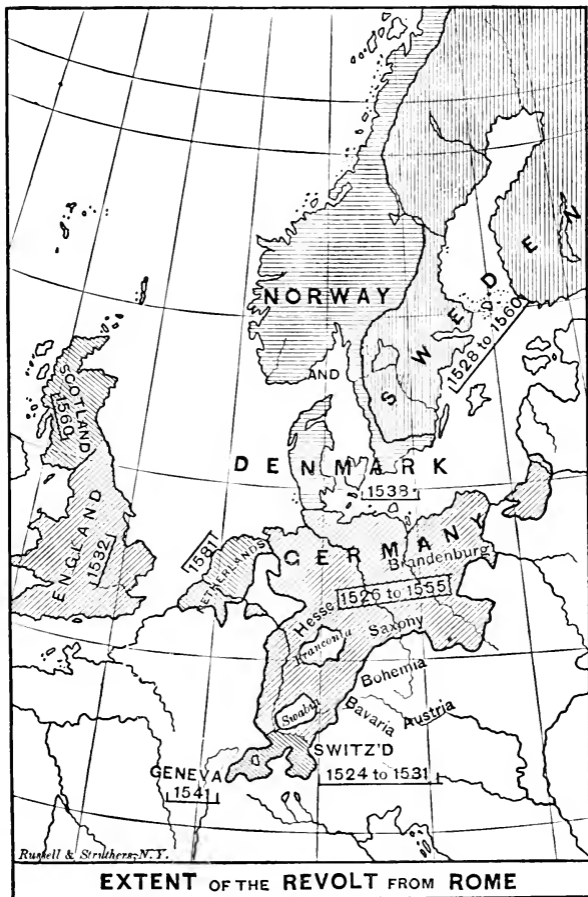 NORWAY
AND
DENMARK
1538
SWEDEN
1528 to 1560
SCOTLAND
1560
ENGLAND
1532
1581
NETHERLANDS
GERMANY
Brandenburg
1526 to 1555
Hesse
Saxony
Franconia
Bohemia
Swabia
Bavaria
Austria
SWITZ'D
1524 to 1531
GENEVA
1541
Russell & Struthers, N.Y.
EXTENT OF THE REVOLT FROM ROME